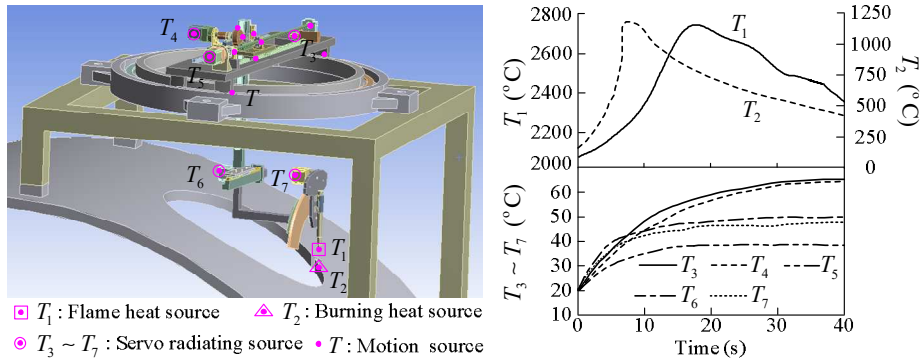 T4
T3
T5
T
T6
T7
T1
T2
T1 : Flame heat source
T2 : Burning heat source
T3 ~ T7 : Servo radiating source
T : Motion source
2800
2600
2400
2200
2000
T1 (°C)
T1
T2
1250
1000
750
500
250
0
T2 (°C)
60
50
40
30
20
T3 ~ T7 (°C)
T3
T4
T5
T6
T7
0 10 20 30 40
Time (s)